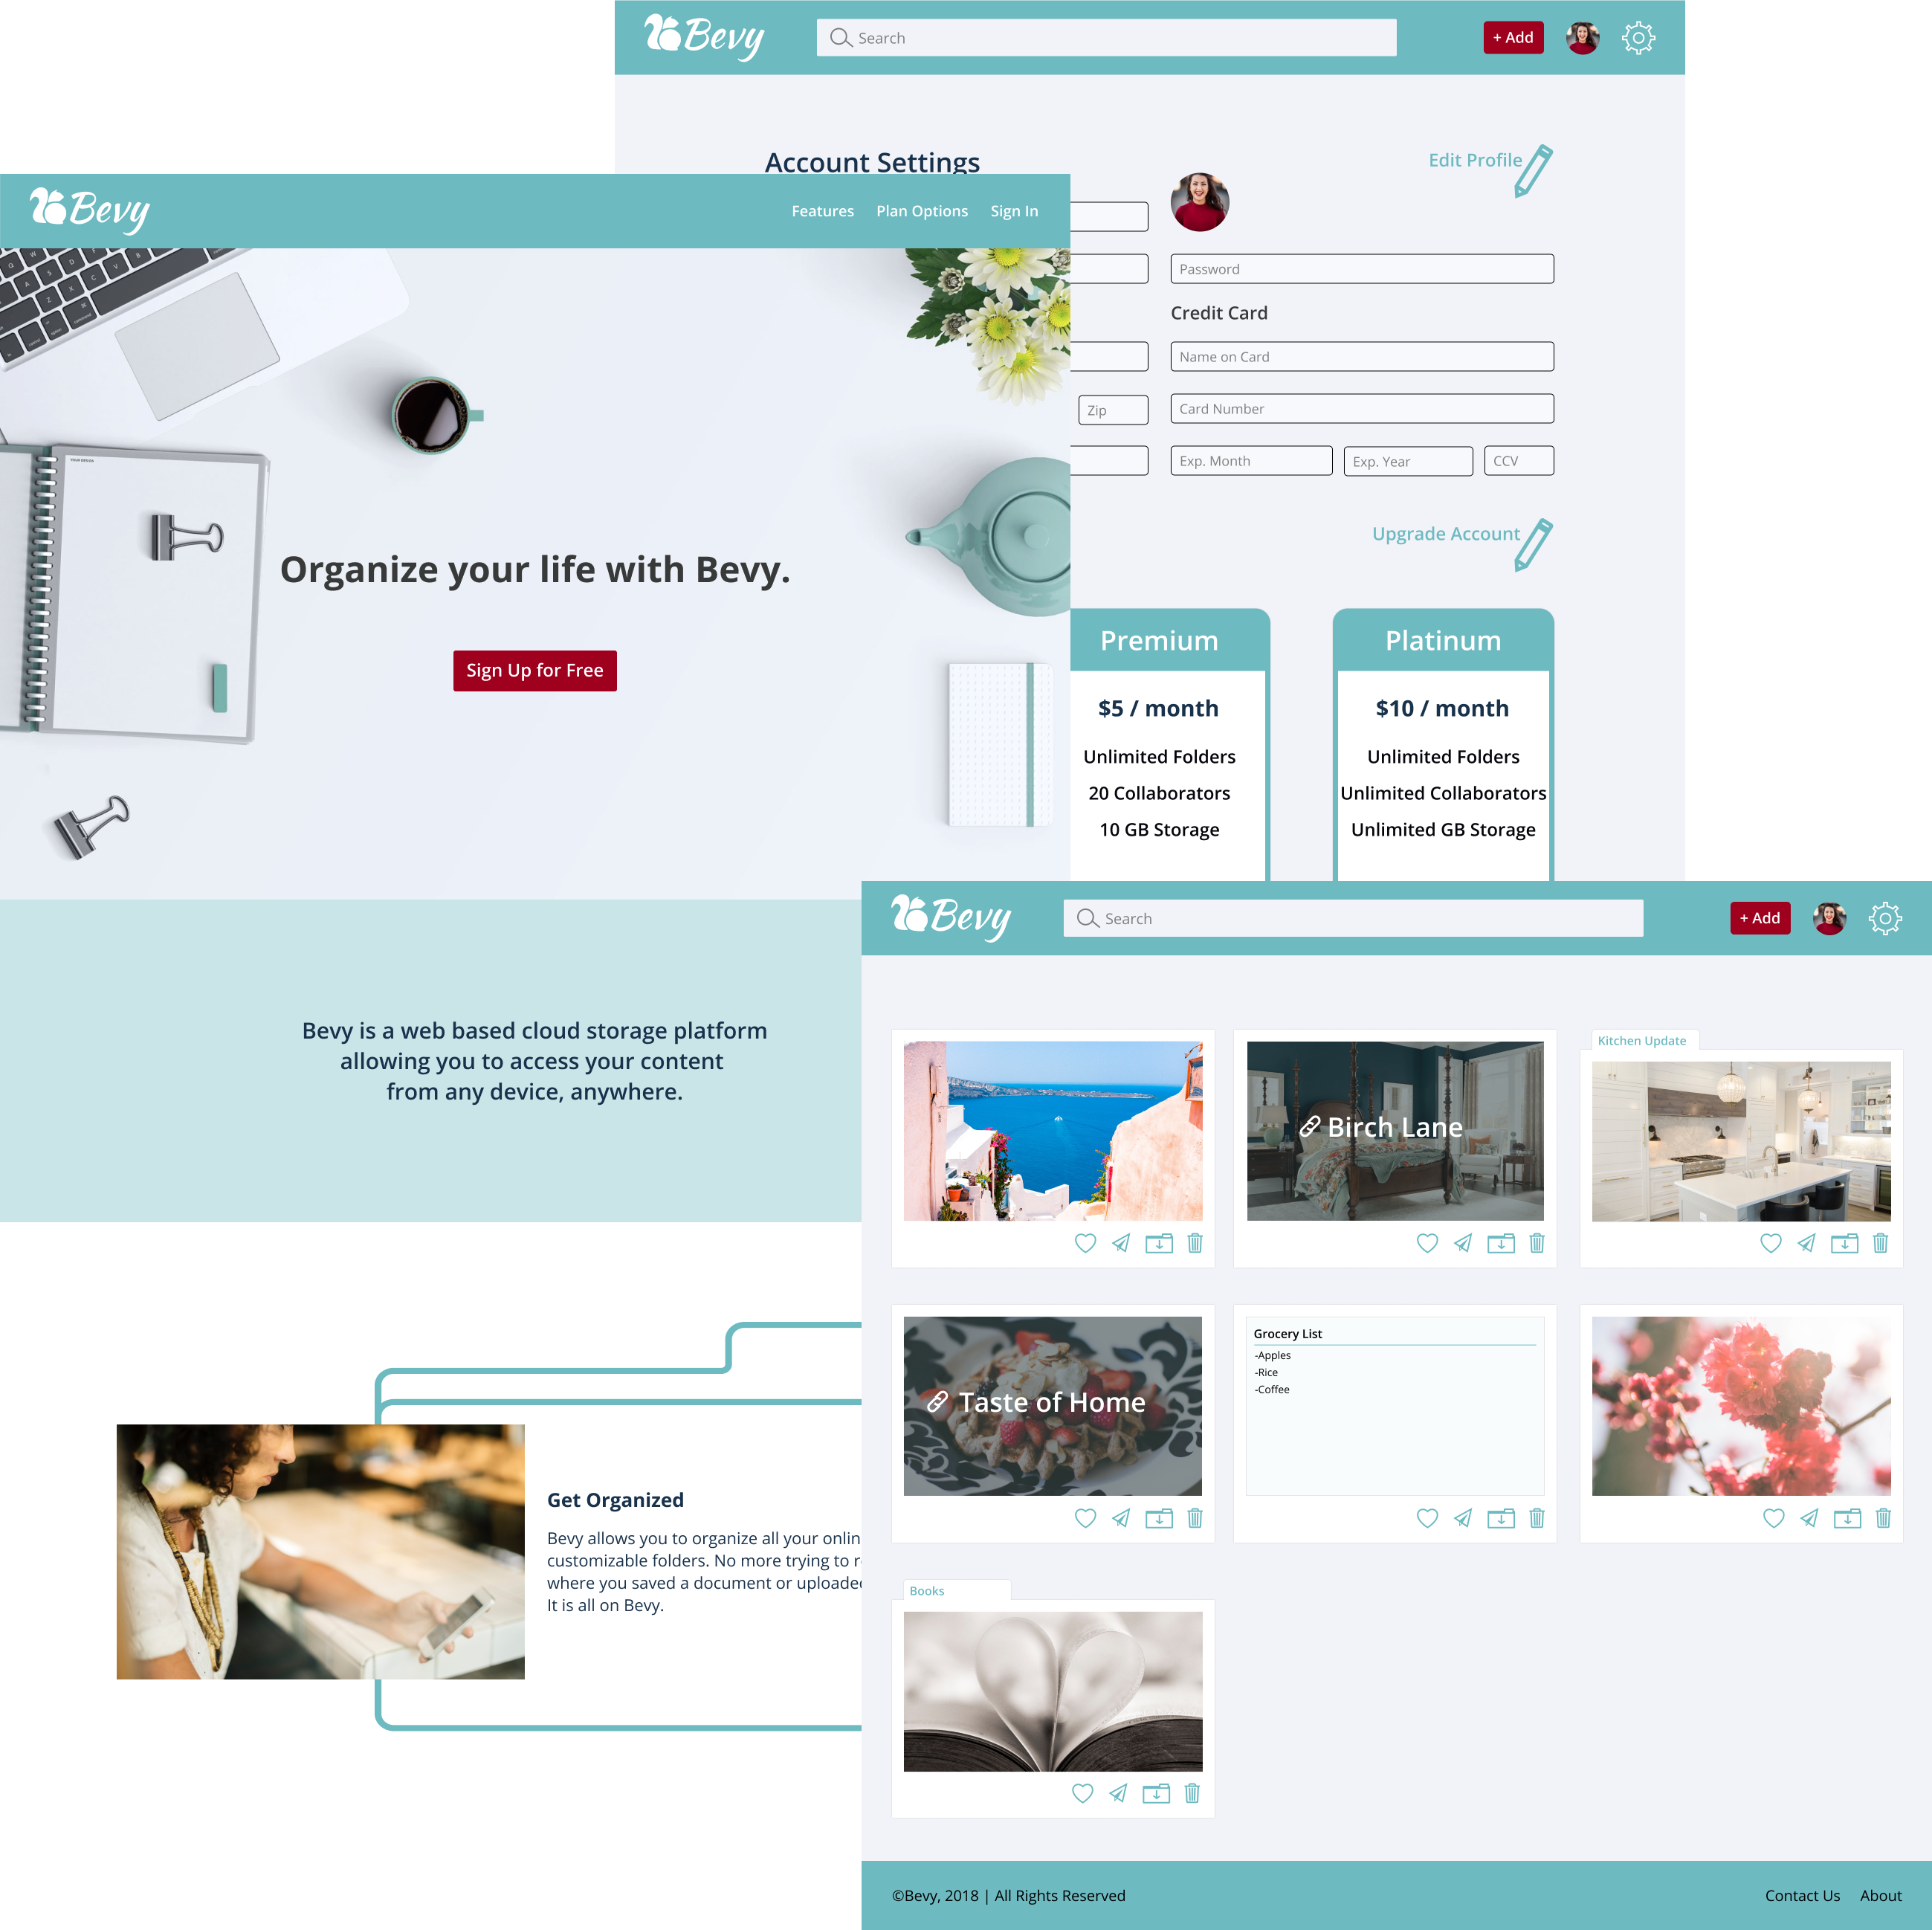 Bevy
Search
+ Add
Account Settings
Edit Profile
Password
Credit Card
Name on Card
Zip
Card Number
Exp. Month
Exp. Year
CCV
Upgrade Account
Premium
$5 / month
Unlimited Folders
20 Collaborators
10 GB Storage
Platinum
$10 / month
Unlimited Folders
Unlimited Collaborators
Unlimited GB Storage
Bevy
Features
Plan Options
Sign In
YOUR DESIGN
Organize your life with Bevy.
Sign Up for Free
Bevy is a web based cloud storage platform
allowing you to access your content
from any device, anywhere.
Get Organized
Bevy allows you to organize all your onlin
customizable folders. No more trying to r
where you saved a document or uploaded
It is all on Bevy.
Bevy
Search
+ Add
Birch Lane
Kitchen Update
Taste of Home
Grocery List
-Apples
-Rice
-Coffee
Books
©Bevy, 2018 | All Rights Reserved
Contact Us
About